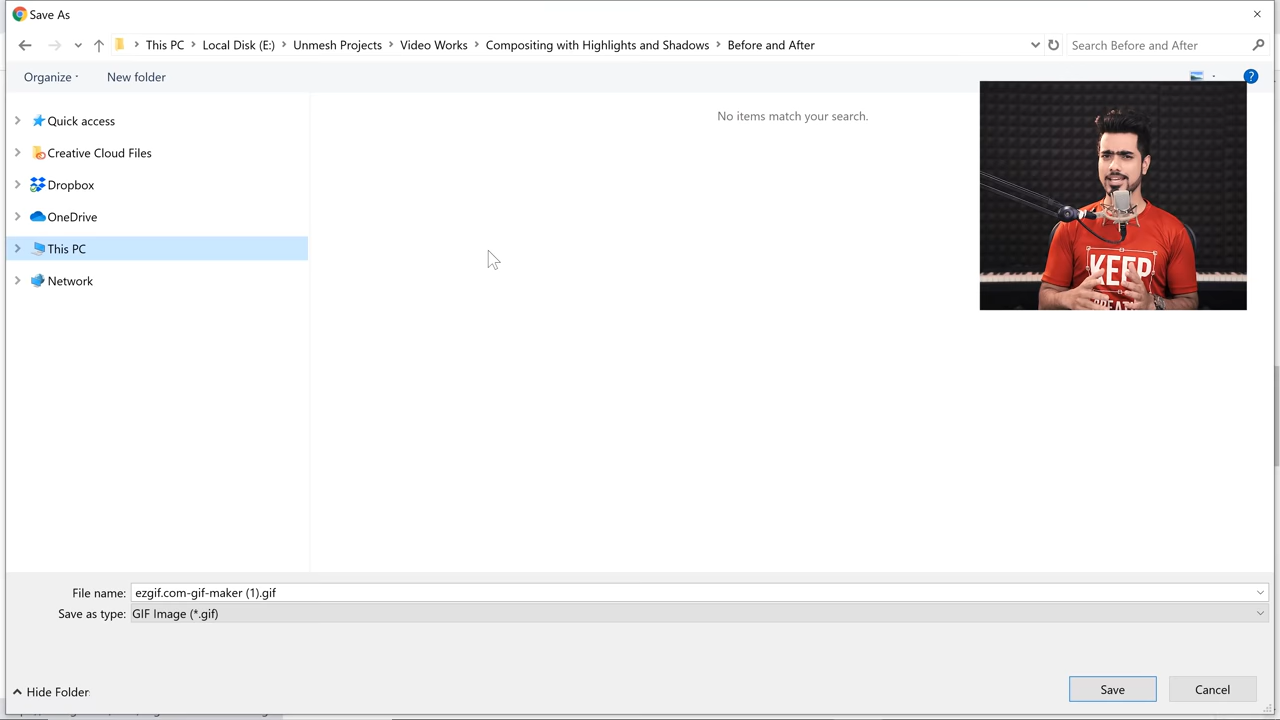 Save As
This PC > Local Disk (E:) > Unmesh Projects > Video Works > Compositing with Highlights and Shadows > Before and After
Search Before and After
Organize
New folder
?
No items match your search.
Quick access
Creative Cloud Files
Dropbox
OneDrive
This PC
Network
KEEP
CREATI
File name: ezgif.com-gif-maker (1).gif
Save as type: GIF Image (*.gif)
Hide Folder
Save
Cancel